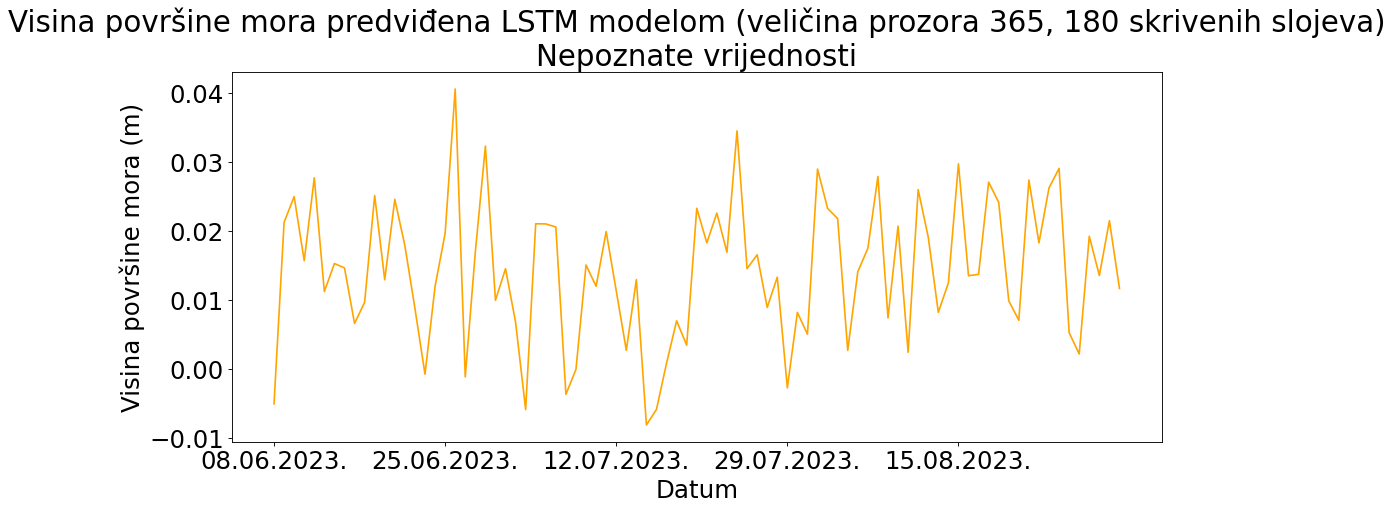 Visina površine mora predviđena LSTM modelom (veličina prozora 365, 180 skrivenih slojeva)
Nepoznate vrijednosti
Visina površine mora (m)
0.04
0.03
0.02
0.01
0.00
−0.01
08.06.2023. 25.06.2023. 12.07.2023. 29.07.2023. 15.08.2023.
Datum